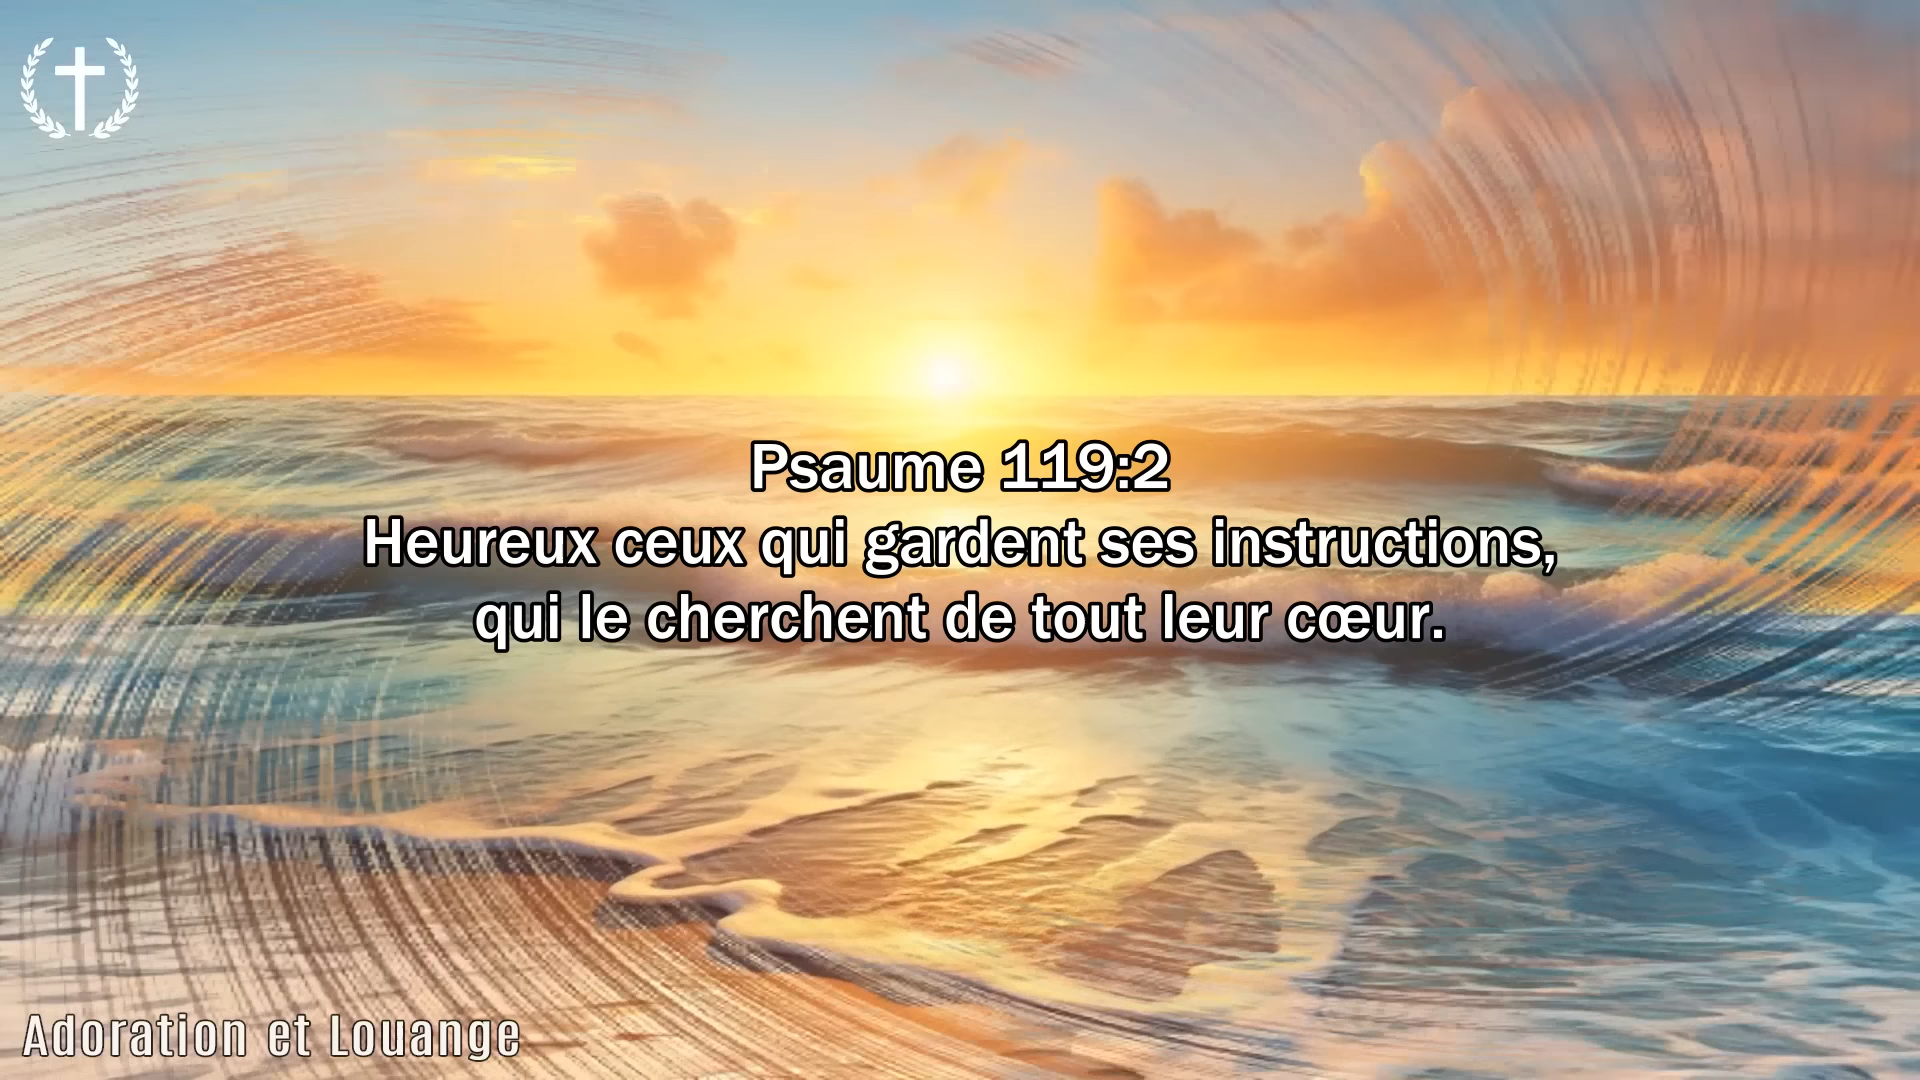 Psaume 119:2
Heureux ceux qui gardent ses instructions,
qui le cherchent de tout leur cœur.
Adoration et Louange